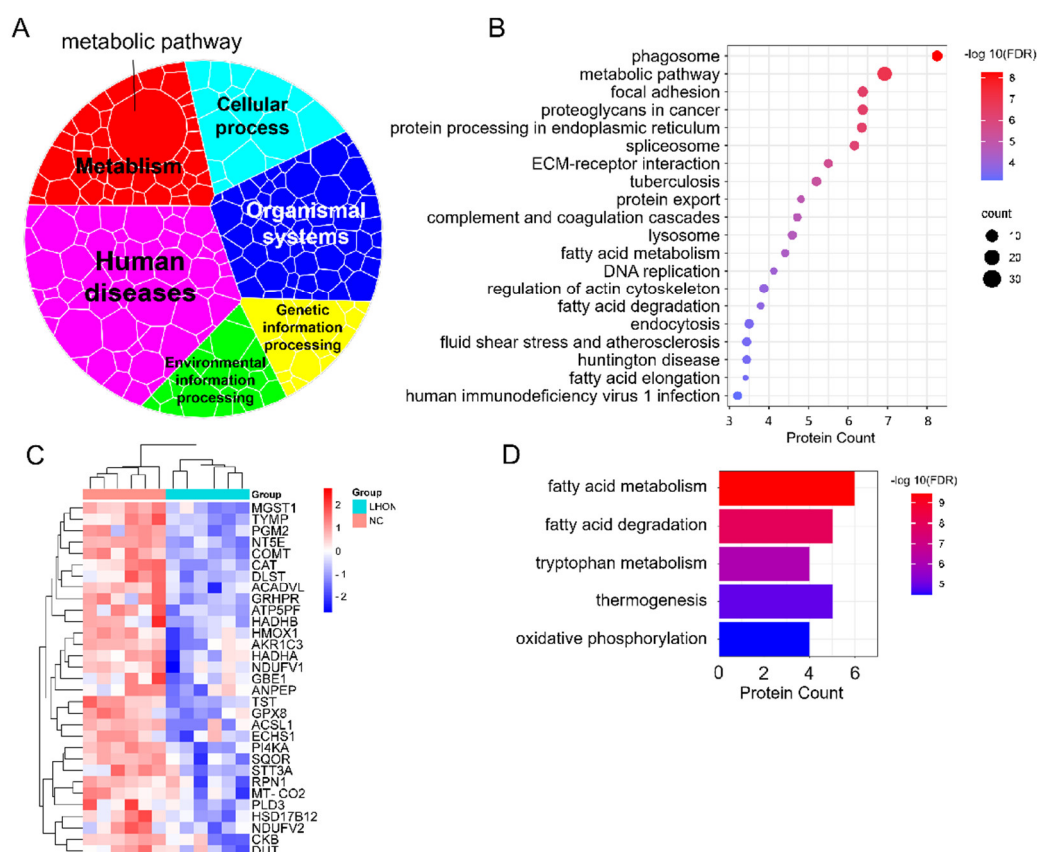 A
metabolic pathway
Metablism
Cellular
process
Organismal
systems
Human
diseases
Genetic
information
processing
Environmental
information
processing
B
phagosome
metabolic pathway
focal adhesion
proteoglycans in cancer
protein processing in endoplasmic reticulum
spliceosome
ECM-receptor interaction
tuberculosis
protein export
complement and coagulation cascades
lysosome
fatty acid metabolism
DNA replication
regulation of actin cytoskeleton
fatty acid degradation
endocytosis
fluid shear stress and atherosclerosis
huntington disease
fatty acid elongation
human immunodeficiency virus 1 infection
3 4 5 6 7 8
Protein Count
-log 10(FDR)
8
7
6
5
4
count
10
20
30
C
Group
MGST1
TYMP
PGM2
NT5E
COMT
CAT
DLST
ACADVL
GRHPR
ATP5PF
HADHB
HMOX1
AKR1C3
HADHA
NDUFV1
GBE1
ANPEP
TST
GPX8
ACSL1
ECHS1
PI4KA
SQOR
STT3A
RPN1
MT- CO2
PLD3
HSD17B12
NDUFV2
CKB
DUT
2
1
0
- 1
- 2
Group
LHON
NC
D
fatty acid metabolism
fatty acid degradation
tryptophan metabolism
thermogenesis
oxidative phosphorylation
0 2 4 6
Protein Count
-log 10(FDR)
9
8
7
6
5